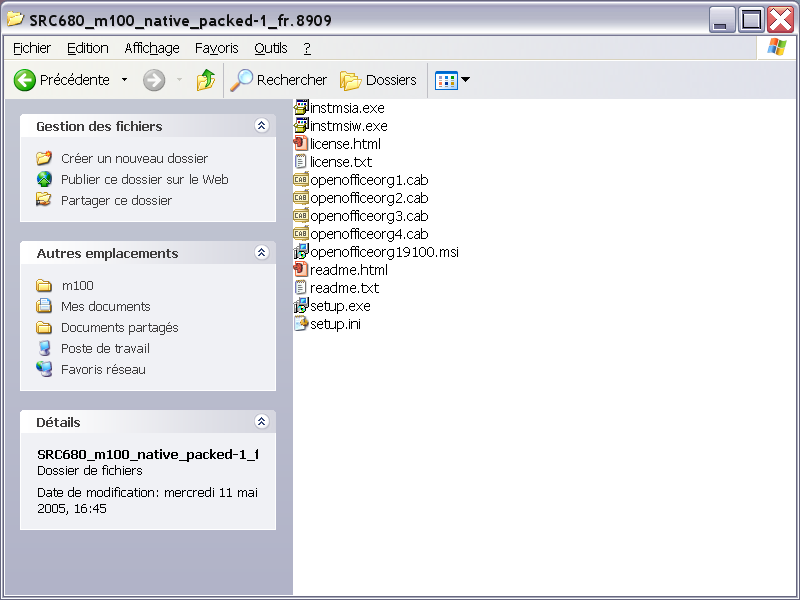 SRC680_m100_native_packed-1_fr.8909
Fichier Edition Affichage Favoris Outils ?
Précédente Rechercher Dossiers
Gestion des fichiers
Créer un nouveau dossier
Publier ce dossier sur le Web
Partager ce dossier
Autres emplacements
m100
Mes documents
Documents partagés
Poste de travail
Favoris réseau
Détails
SRC680_m100_native_packed-1_f
Dossier de fichiers
Date de modification: mercredi 11 mai
2005, 16:45
instmsia.exe
instmsiw.exe
license.html
license.txt
CAB openofficeorg1.cab
CAB openofficeorg2.cab
CAB openofficeorg3.cab
CAB openofficeorg4.cab
openofficeorg19100.msi
readme.html
readme.txt
setup.exe
setup.ini